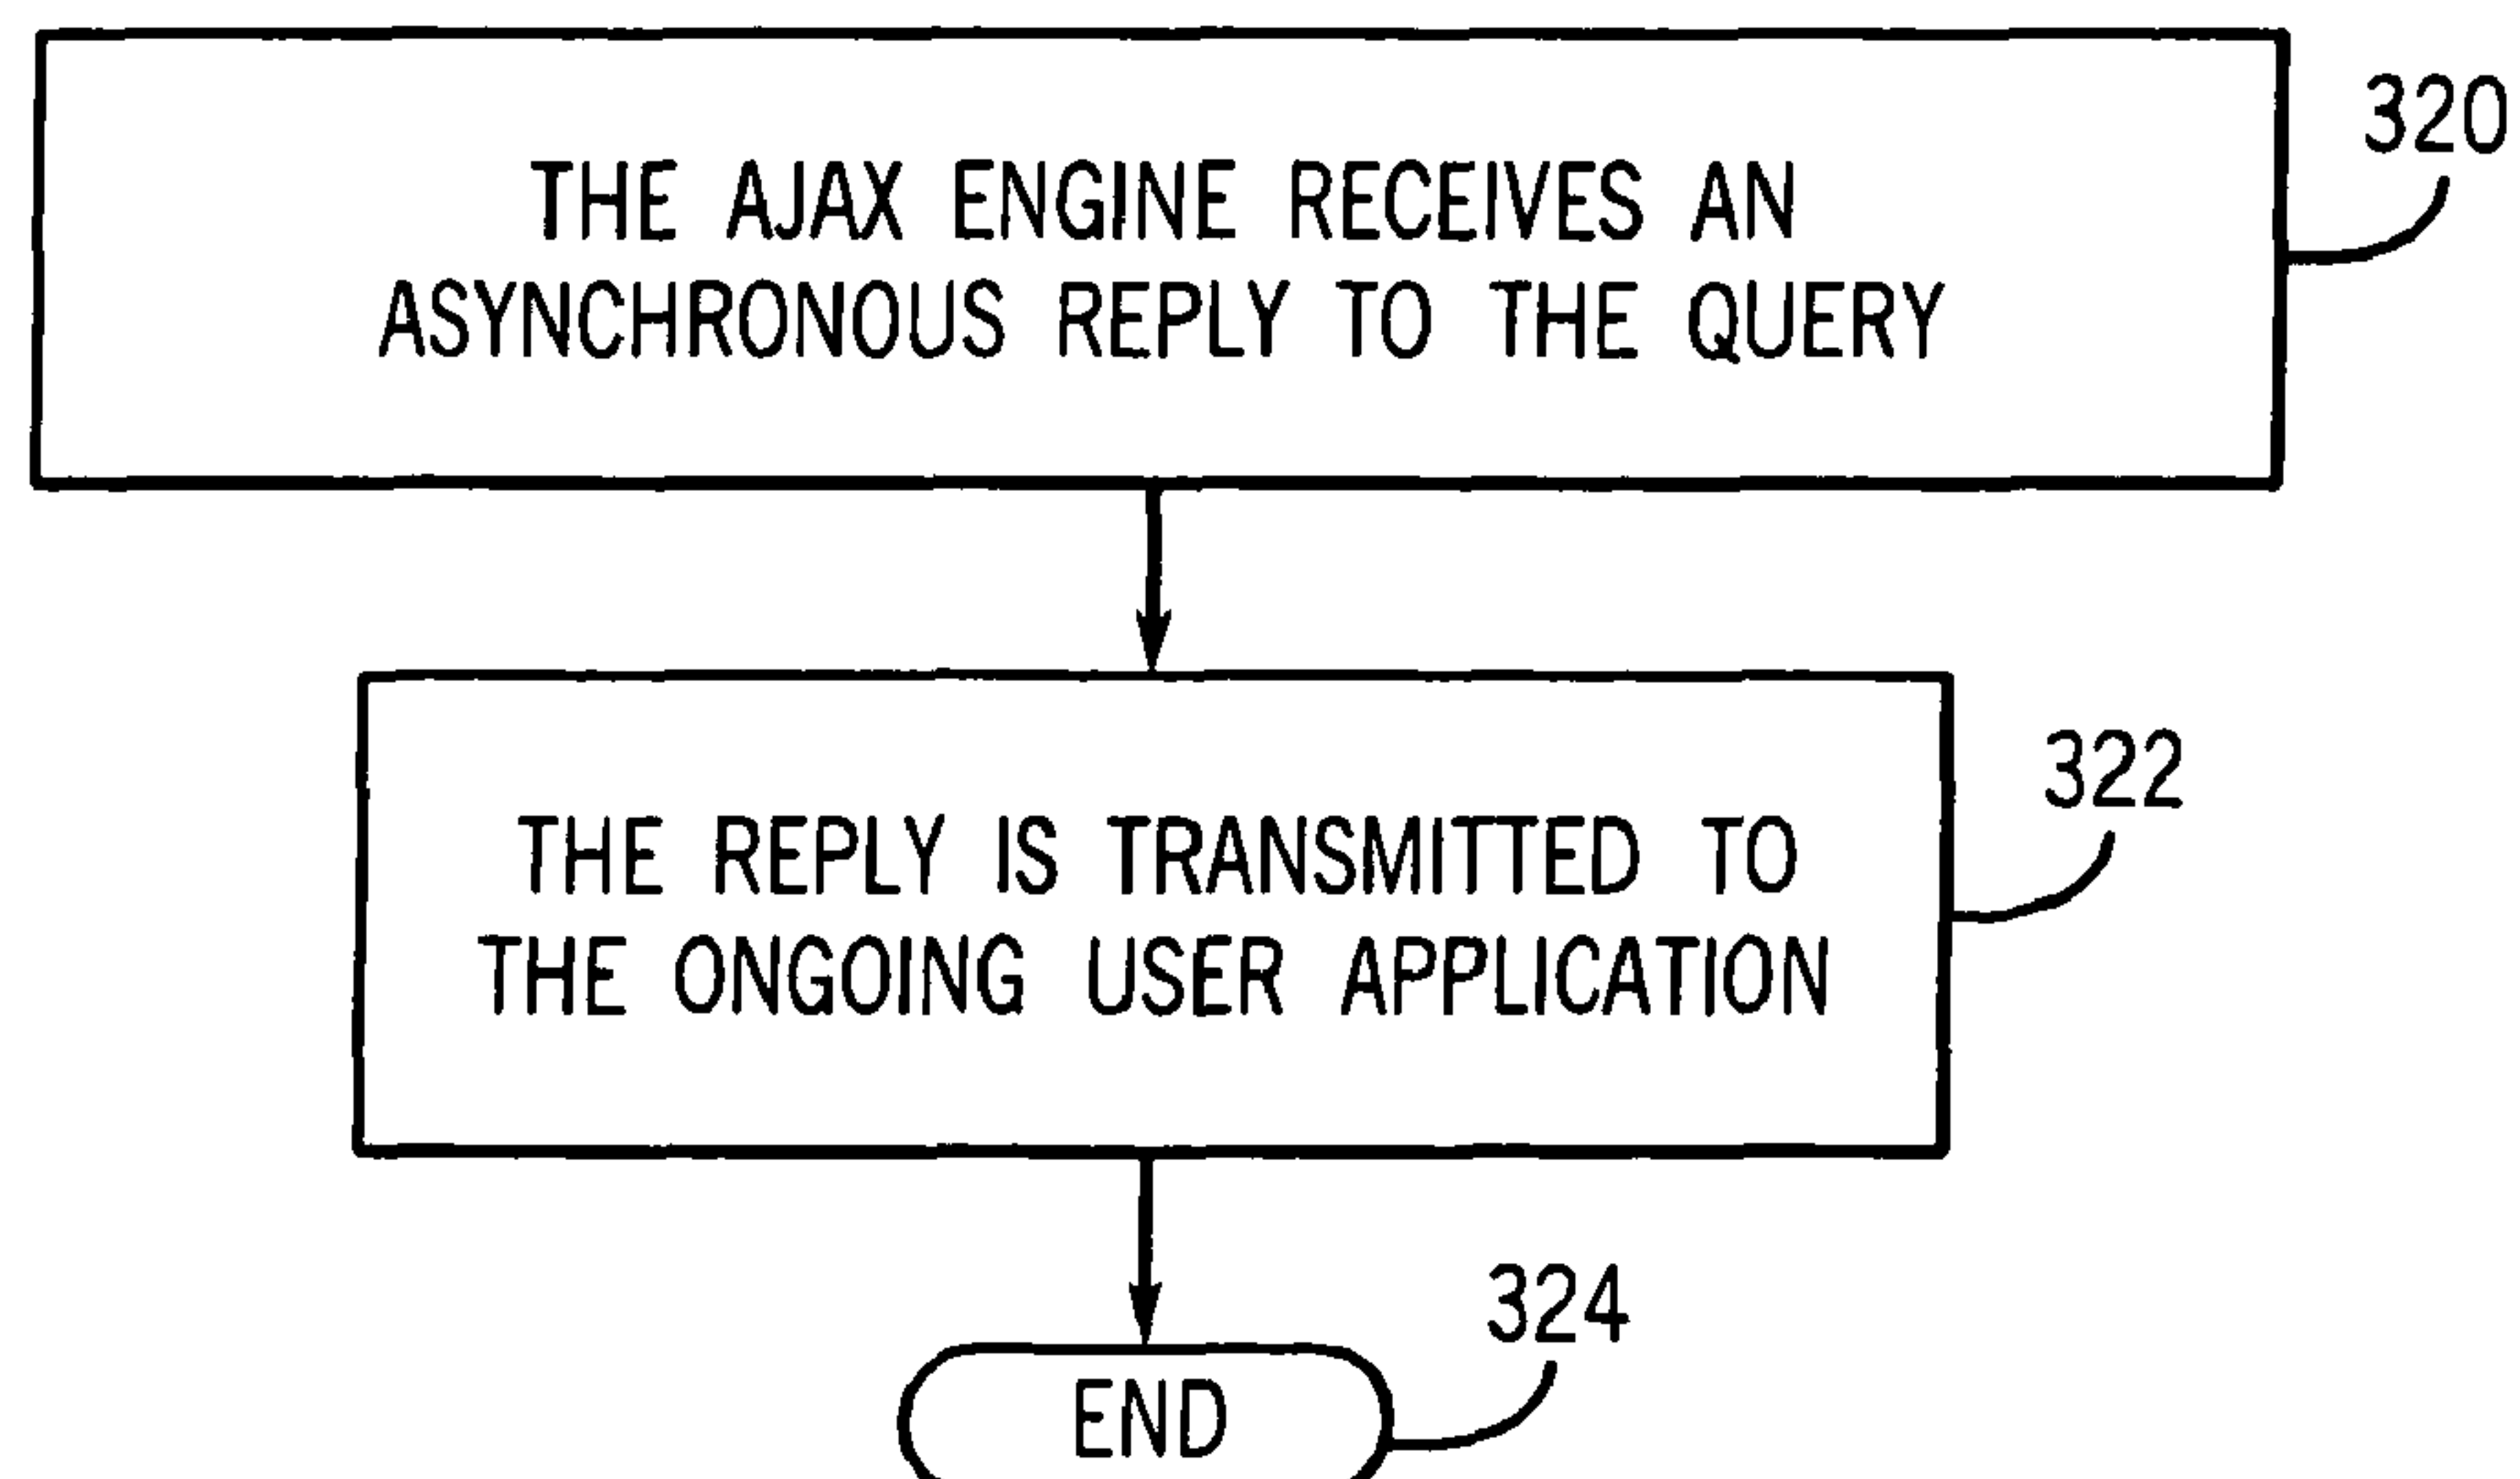 320
THE AJAX ENGINE RECEIVES AN
ASYNCHRONOUS REPLY TO THE QUERY
322
THE REPLY IS TRANSMITTED TO
THE ONGOING USER APPLICATION
324
END